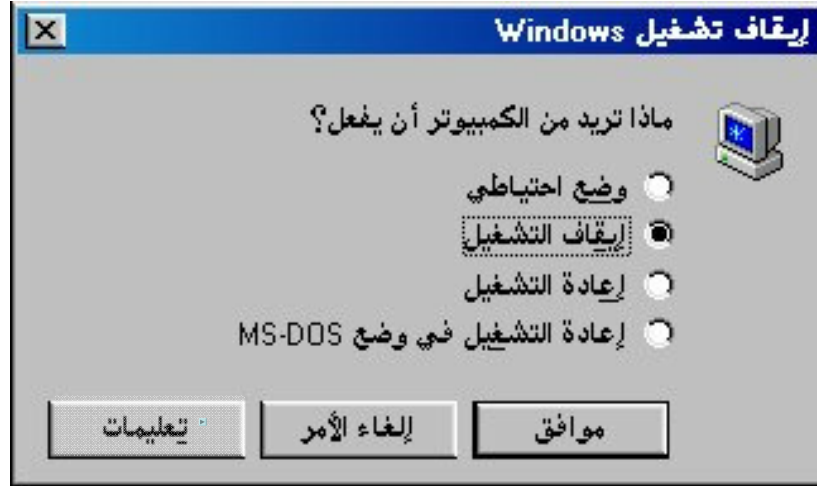 إيقاف تشغيل Windows
ماذا تريد من الكمبيوتر أن يفعل؟
وضع احتياطي
إيقاف التشغيل
إعادة التشغيل
إعادة التشغيل في وضع MS-DOS
موافق إلغاء الأمر تعليمات